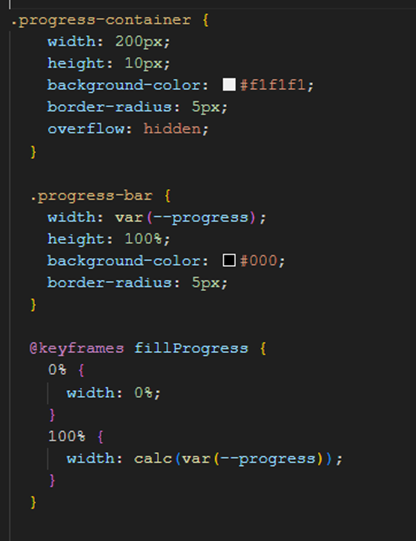 .progress-container {
width: 200px;
height: 10px;
background-color: #f1f1f1;
border-radius: 5px;
overflow: hidden;
}
.progress-bar {
width: var(--progress);
height: 100%;
background-color: #000;
border-radius: 5px;
}
@keyframes fillProgress {
0% {
width: 0%;
}
100% {
width: calc(var(--progress));
}
}